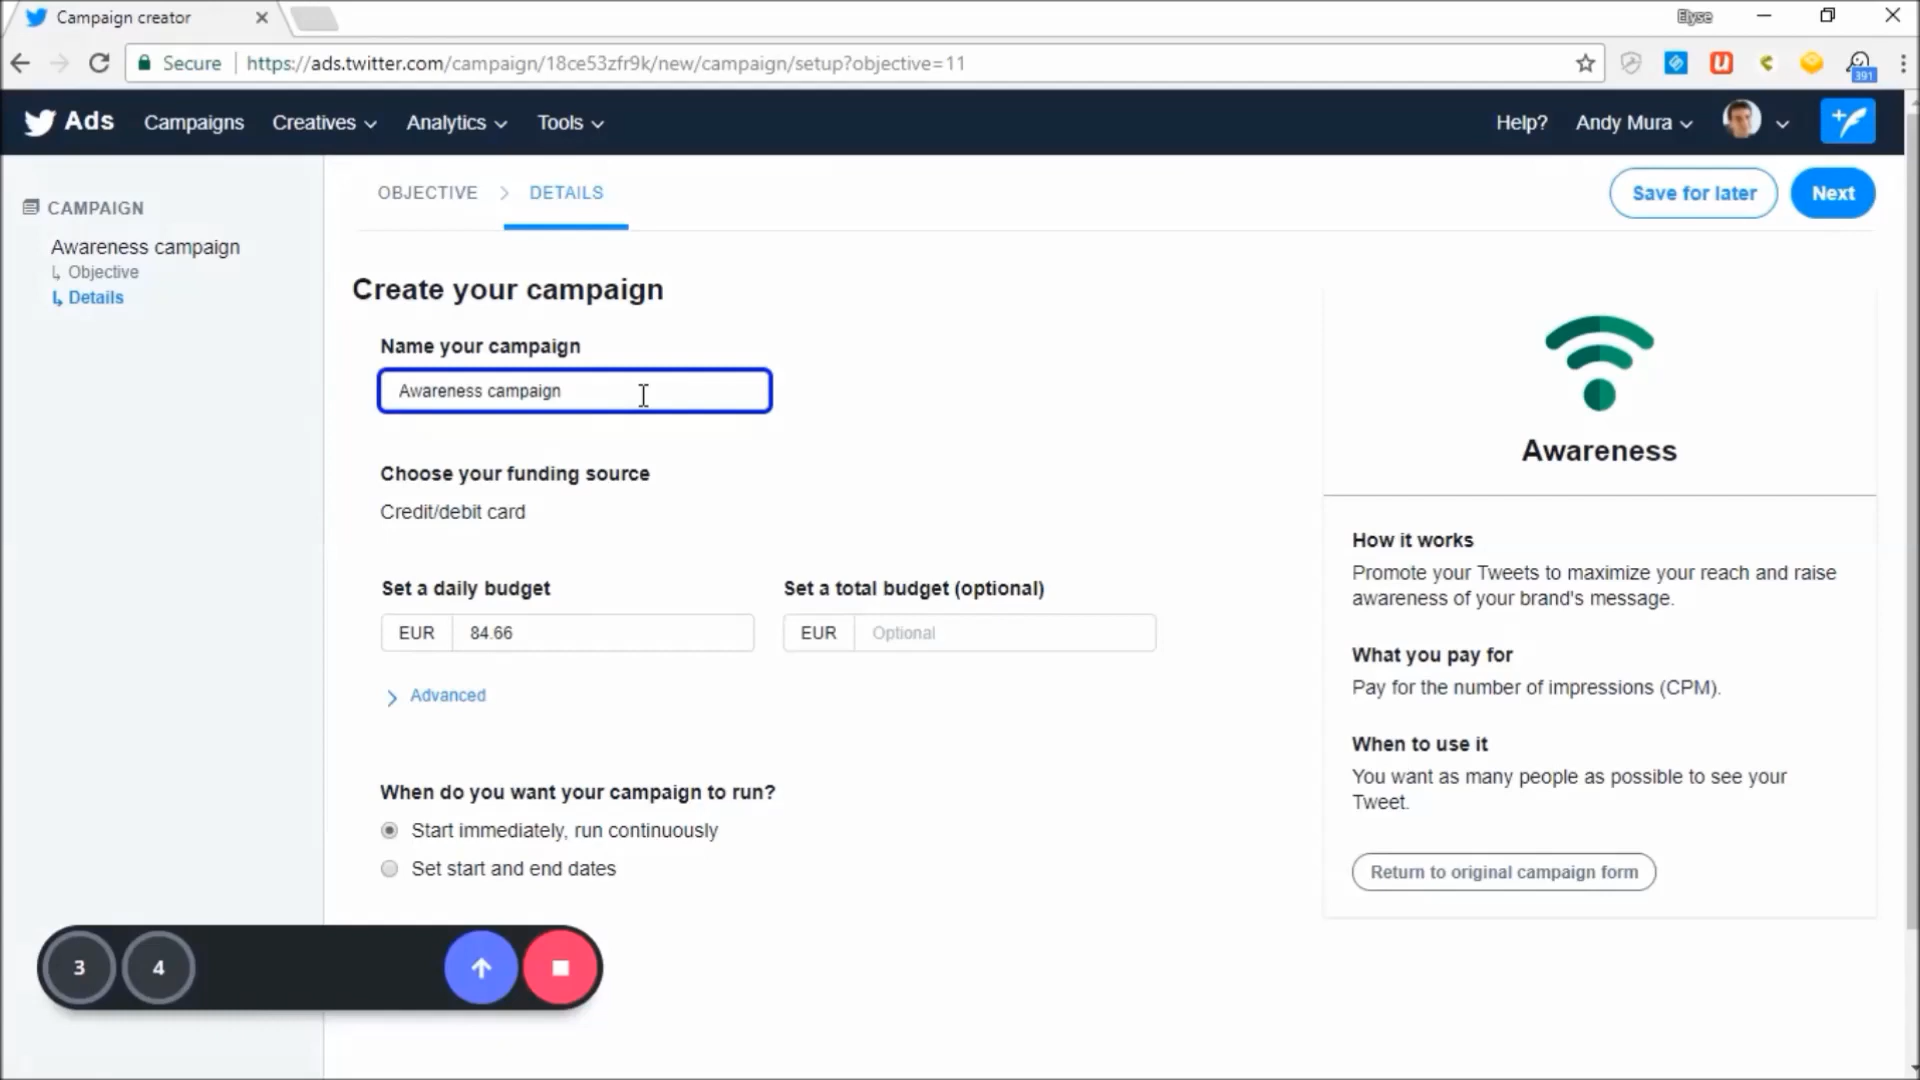 Campaign creator
Elyse
Secure
https://ads.twitter.com/campaign/18ce53zfr9k/new/campaign/setup?objective=11
391
Ads Campaigns Creatives Analytics Tools Help? Andy Mura
CAMPAIGN
Awareness campaign
Objective
Details
OBJECTIVE DETAILS
Save for later Next
Create your campaign
Name your campaign
Awareness campaign
Choose your funding source
Credit/debit card
Set a daily budget
EUR 84.66
Set a total budget (optional)
EUR Optional
Advanced
When do you want your campaign to run?
Start immediately, run continuously
Set start and end dates
Awareness
How it works
Promote your Tweets to maximize your reach and raise
awareness of your brand's message.
What you pay for
Pay for the number of impressions (CPM).
When to use it
You want as many people as possible to see your
Tweet.
Return to original campaign form
3 4